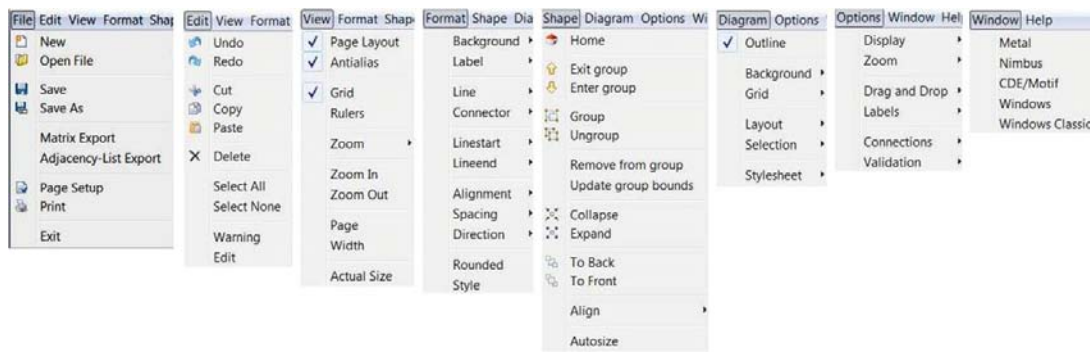 File Edit View Format Shap
New
Open File
Save
Save As
Matrix Export
Adjacency-List Export
Page Setup
Print
Exit
Edit View Format
Undo
Redo
Cut
Copy
Paste
Delete
Select All
Select None
Warning
Edit
View Format Shap
Page Layout
Antialias
Grid
Rulers
Zoom
Zoom In
Zoom Out
Page
Width
Actual Size
Format Shape Dia
Background
Label
Line
Connector
Linestart
Lineend
Alignment
Spacing
Direction
Rounded
Style
Shape Diagram Options Wi
Home
Exit group
Enter group
Group
Ungroup
Remove from group
Update group bounds
Collapse
Expand
To Back
To Front
Align
Autosize
Diagram Options
Outline
Background
Grid
Layout
Selection
Stylesheet
Options Window Hel
Display
Zoom
Drag and Drop
Labels
Connections
Validation
Window Help
Metal
Nimbus
CDE/Motif
Windows
Windows Classic